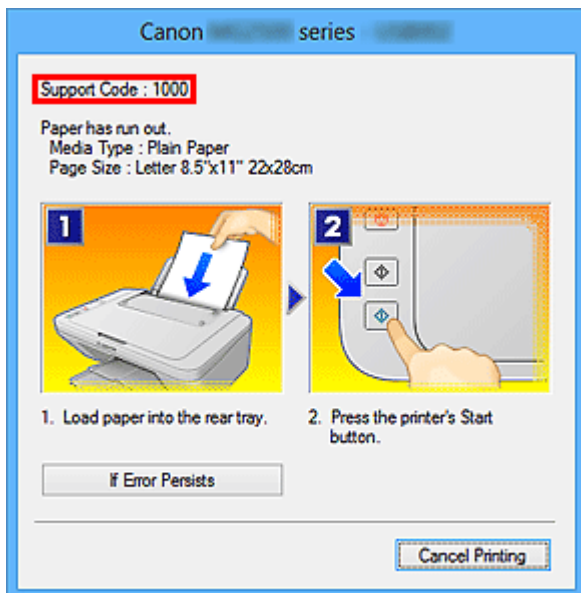 Canon series
Support Code : 1000
Paper has run out.
Media Type : Plain Paper
Page Size : Letter 8.5"x11" 22x28cm
1
2
1. Load paper into the rear tray.
2. Press the printer's Start
button.
If Error Persists
Cancel Printing